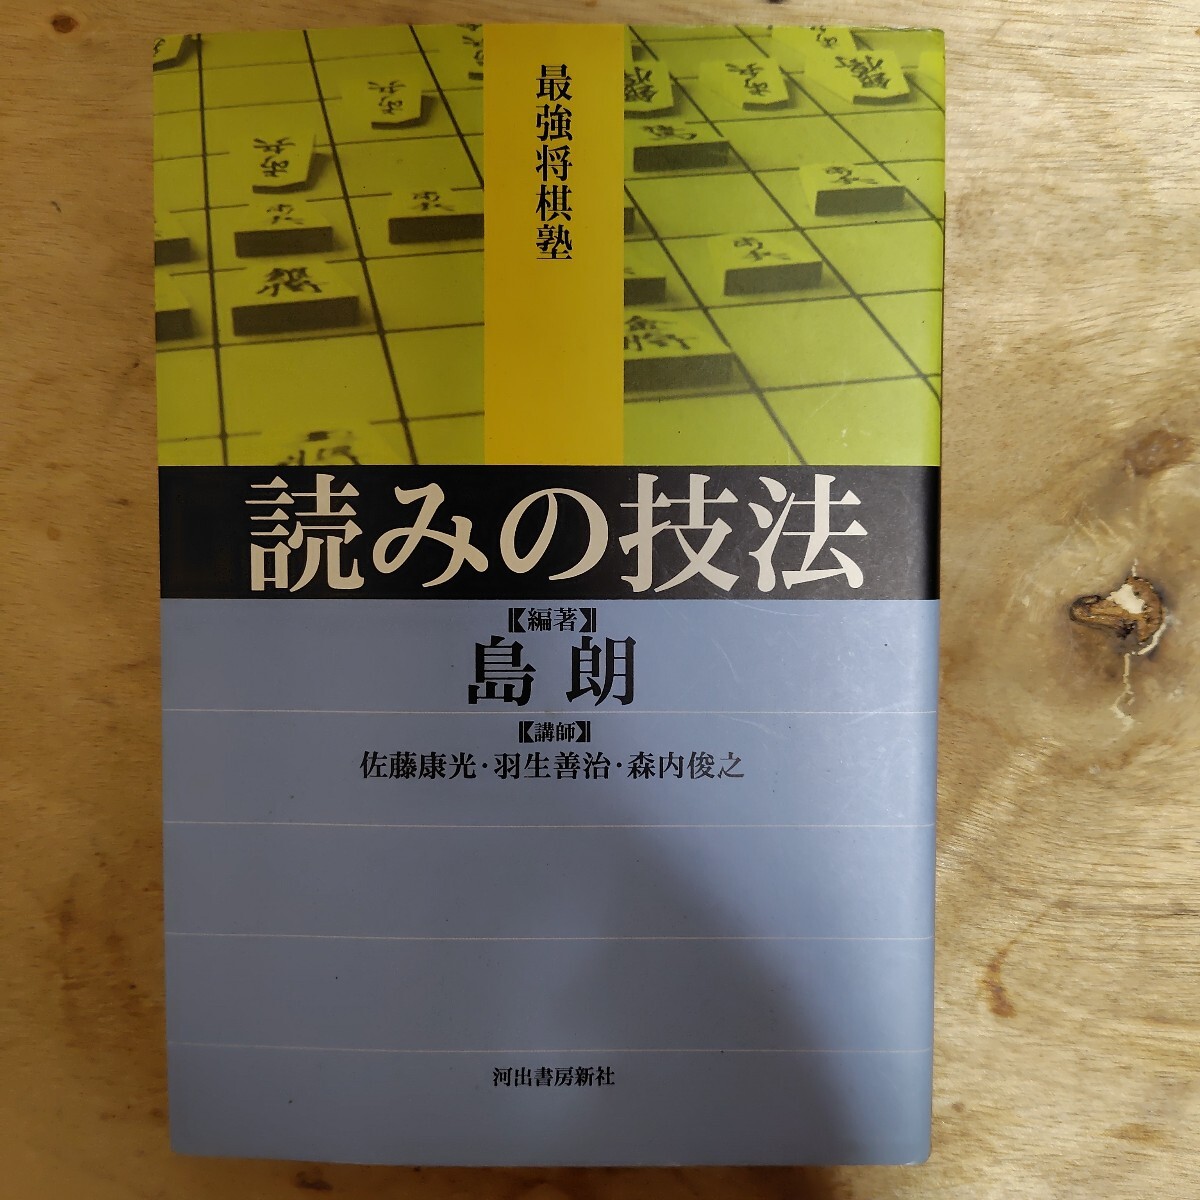 最強将棋塾
読みの技法
【編著】
島 朗
【講師】
佐藤康光・羽生善治・森内俊之
河出書房新社